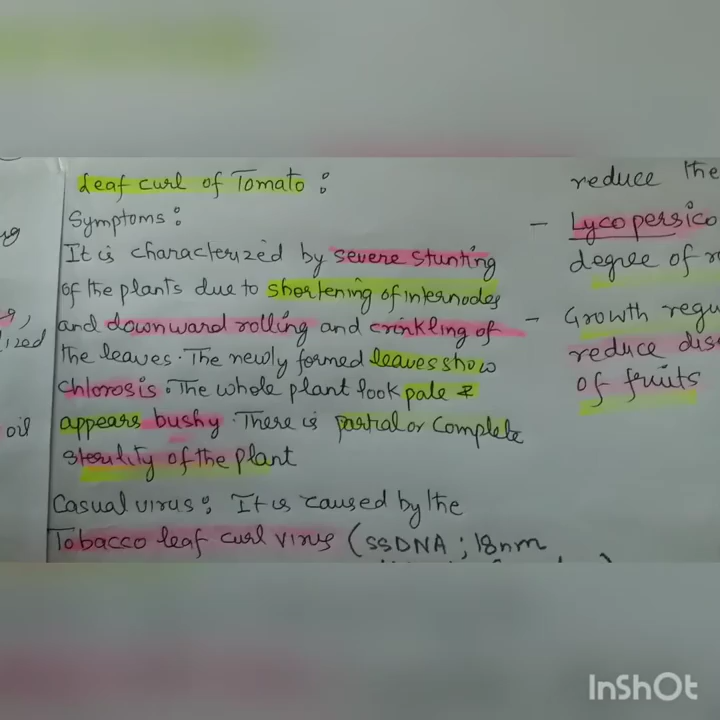 Leaf curl of Tomato :
Symptoms :
It is characterized by severe stunting
of the plants due to shortening of internodes
and downward rolling and crinkling of
the leaves. The newly formed leaves show
chlorosis. The whole plant look pale &
appears bushy. There is partial or complete
sterility of the plant
Casual virus : It is caused by the
Tobacco leaf curl virus (ssDNA ; 18nm
oil
reduce the
- Lycopersico
degree of
- Growth regu
reduce dis
of fruits
InShOt